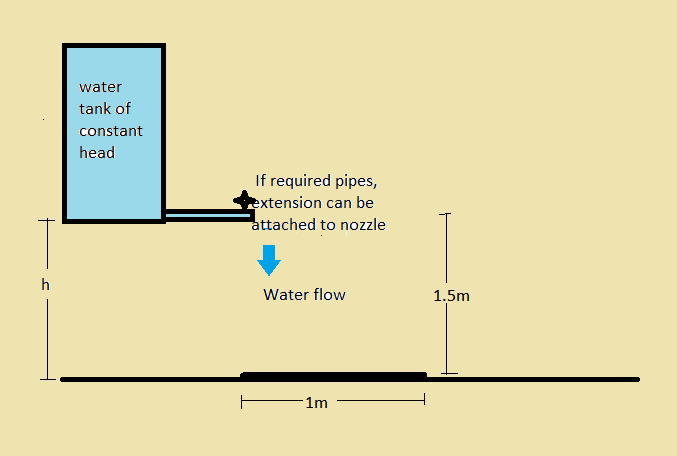 water
tank of
constant
head
If required pipes,
extension can be
attached to nozzle
h
Water flow
1.5m
1m